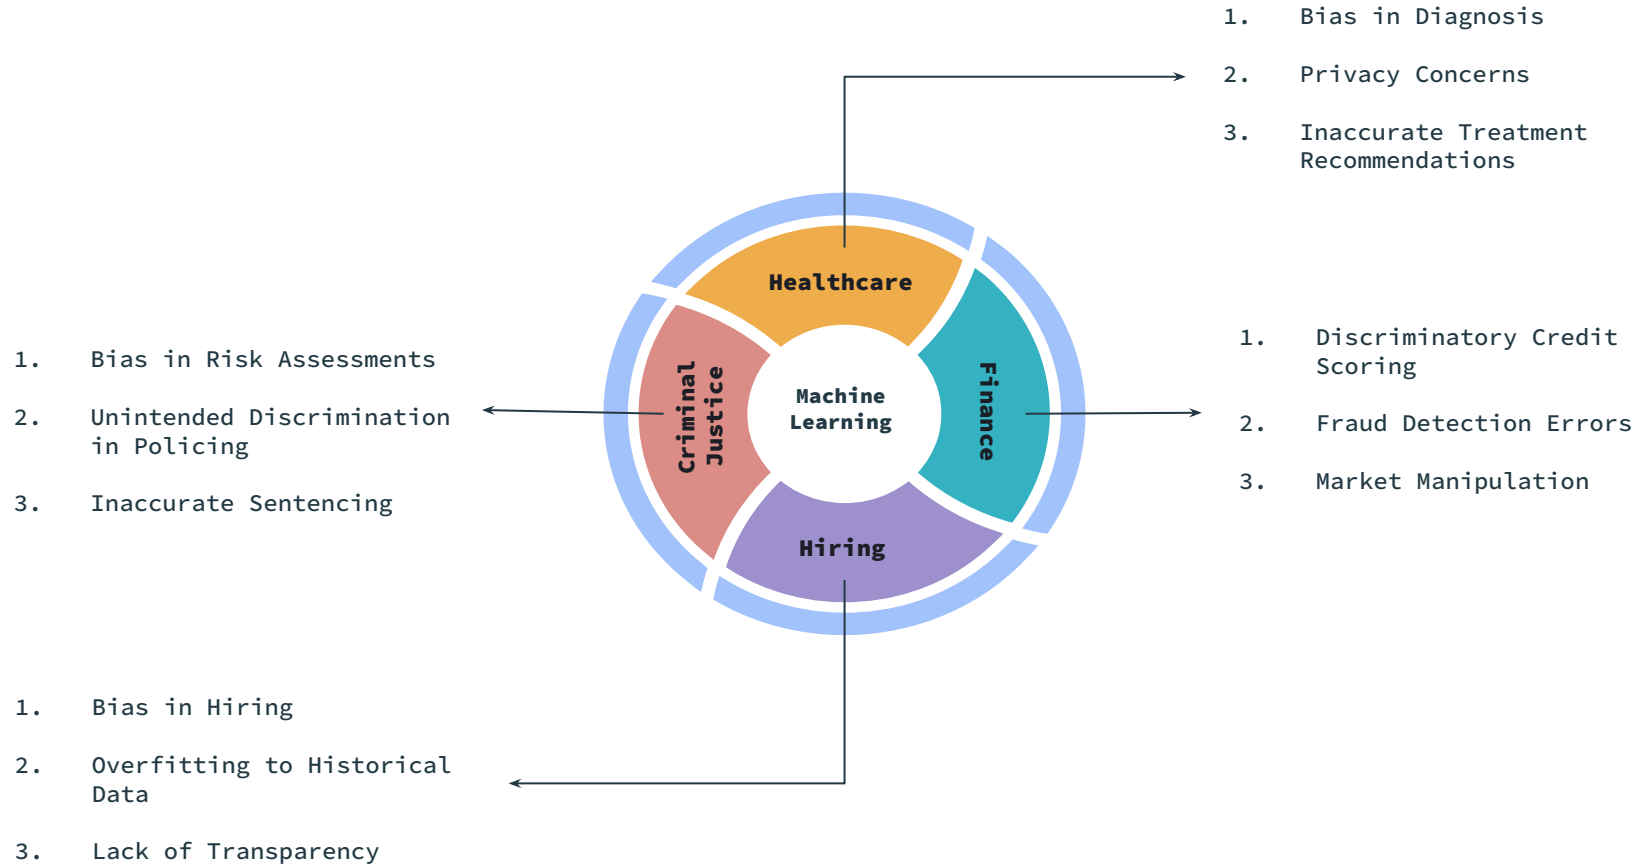 1. Bias in Diagnosis
2. Privacy Concerns
3. Inaccurate Treatment
Recommendations
Healthcare
1. Discriminatory Credit
Scoring
2. Fraud Detection Errors
3. Market Manipulation
Finance
Machine
Learning
Criminal
Justice
1. Bias in Risk Assessments
2. Unintended Discrimination
in Policing
3. Inaccurate Sentencing
Hiring
1. Bias in Hiring
2. Overfitting to Historical
Data
3. Lack of Transparency